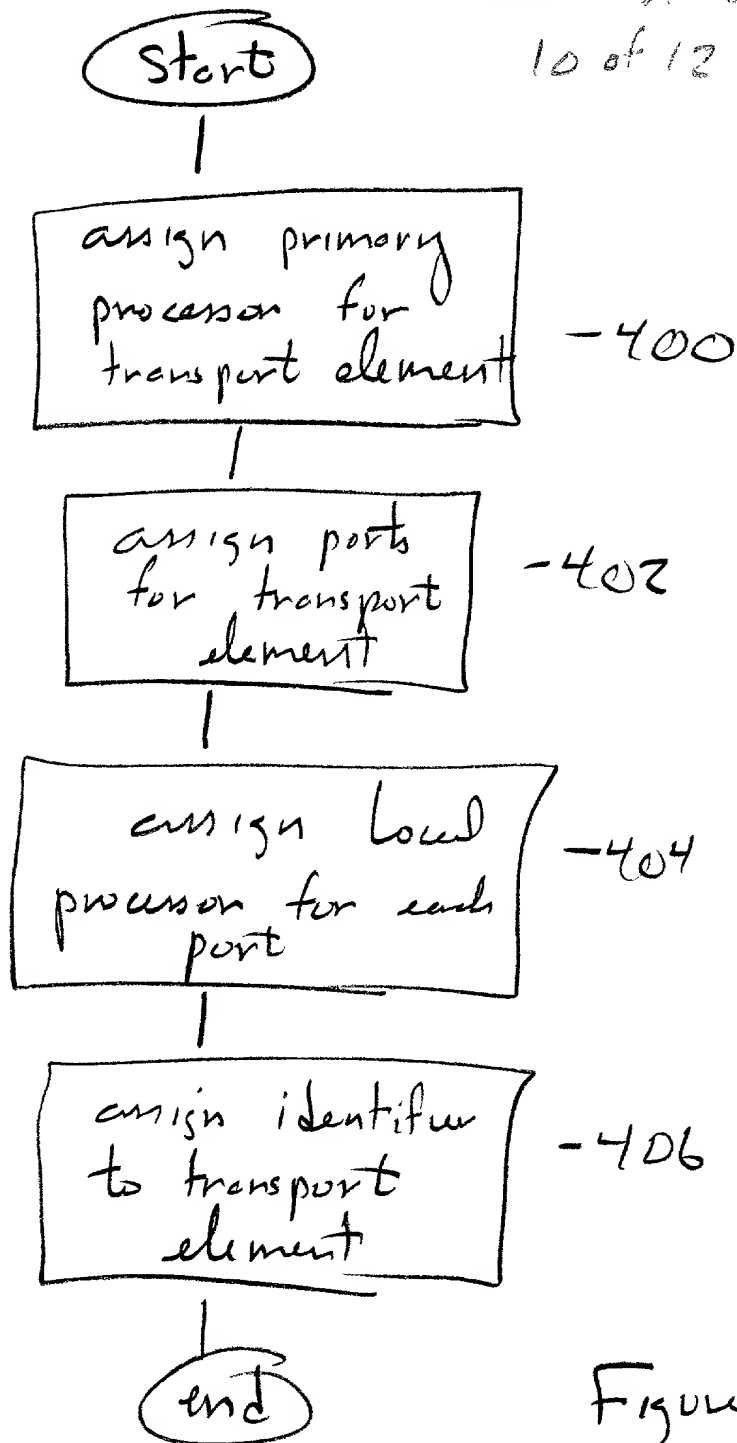 10 of 12
Start
assign primary
processor for
transport element
-400
assign ports
for transport
element
-402
assign local
processor for each
port
-404
assign identifier
to transport
element
-406
end
Figure